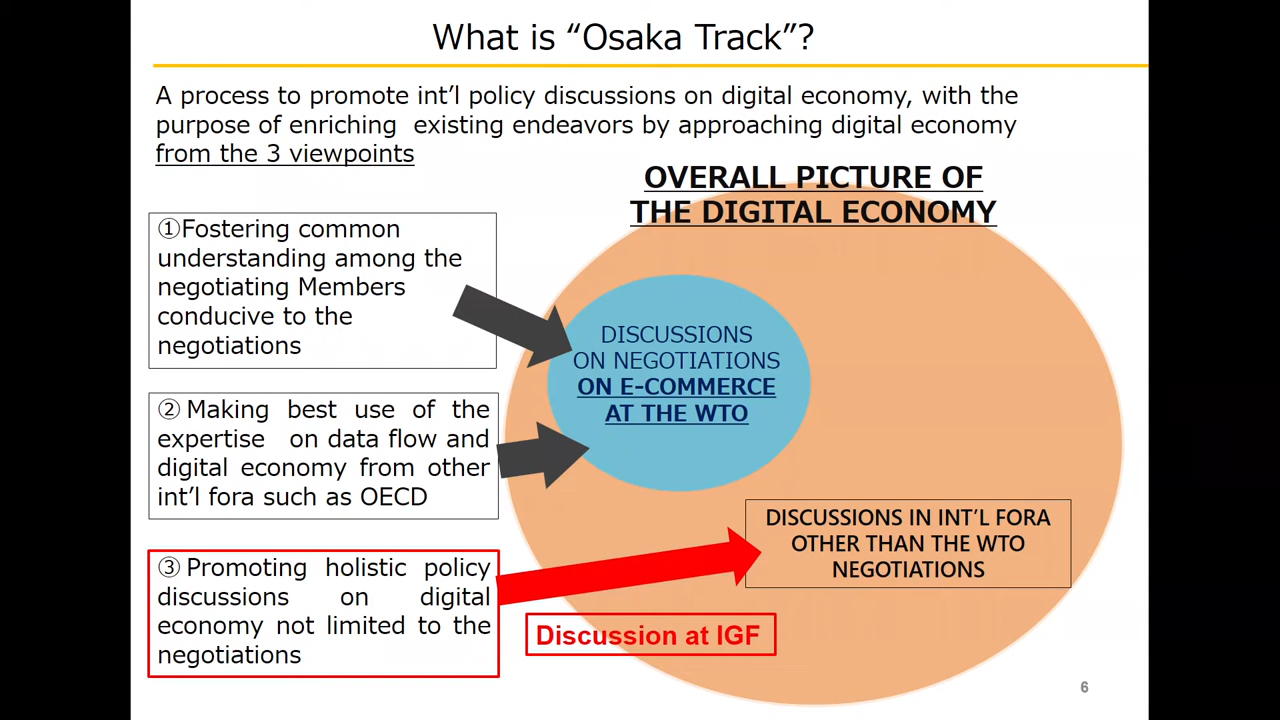 What is “Osaka Track”?
A process to promote int’l policy discussions on digital economy, with the
purpose of enriching existing endeavors by approaching digital economy
from the 3 viewpoints
OVERALL PICTURE OF
THE DIGITAL ECONOMY
①Fostering common
understanding among the
negotiating Members
conducive to the
negotiations
DISCUSSIONS
ON NEGOTIATIONS
ON E-COMMERCE
AT THE WTO
② Making best use of the
expertise on data flow and
digital economy from other
int’l fora such as OECD
③ Promoting holistic policy
discussions on digital
economy not limited to the
negotiations
DISCUSSIONS IN INT’L FORA
OTHER THAN THE WTO
NEGOTIATIONS
Discussion at IGF
6